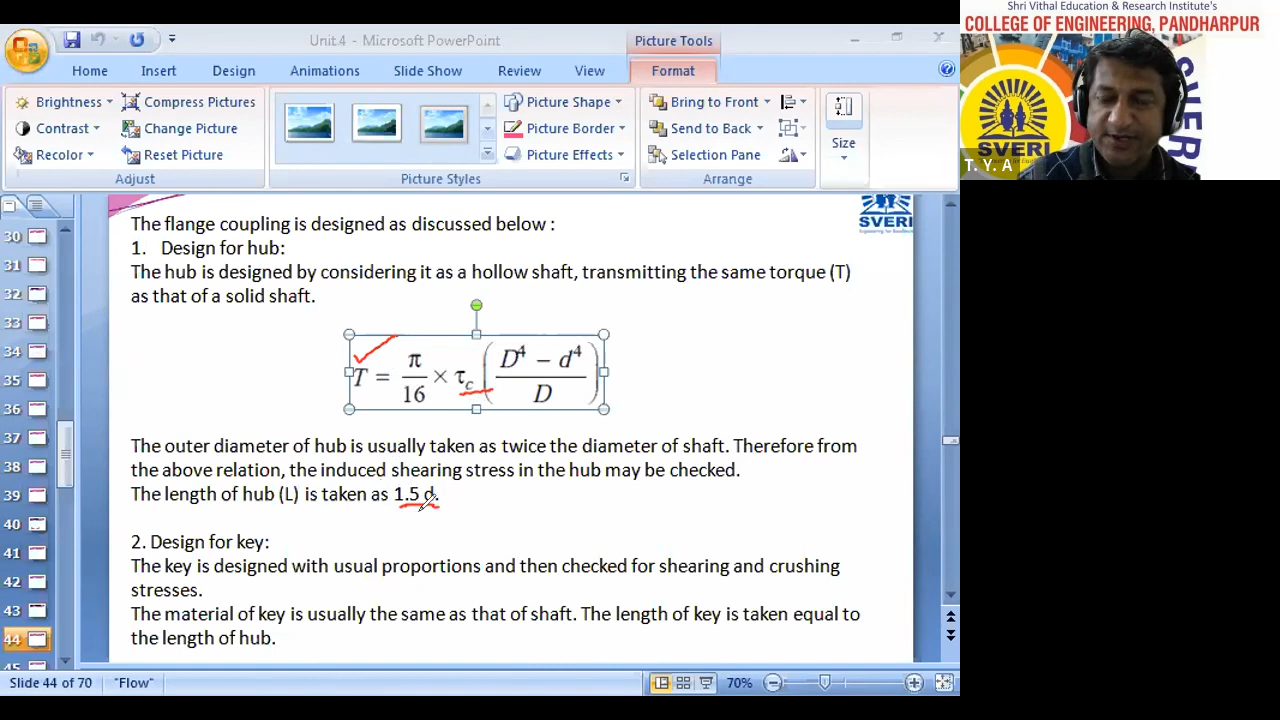 Shri Vithal Education & Research Institute's
COLLEGE OF ENGINEERING, PANDHARPUR
SVERI
T. Y. A
Unit.4 - Microsoft PowerPoint
Picture Tools
Home Insert Design Animations Slide Show Review View Format
Brightness Compress Pictures Picture Shape Bring to Front
Contrast Change Picture Picture Border Send to Back Size
Recolor Reset Picture Picture Effects Selection Pane
Adjust Picture Styles Arrange
SVERI
The flange coupling is designed as discussed below :
1. Design for hub:
The hub is designed by considering it as a hollow shaft, transmitting the same torque (T)
as that of a solid shaft.
T = π/16 × τc ((D⁴ − d⁴)/D)
The outer diameter of hub is usually taken as twice the diameter of shaft. Therefore from
the above relation, the induced shearing stress in the hub may be checked.
The length of hub (L) is taken as 1.5 d.
2. Design for key:
The key is designed with usual proportions and then checked for shearing and crushing
stresses.
The material of key is usually the same as that of shaft. The length of key is taken equal to
the length of hub.
30
31
32
33
34
35
36
37
38
39
40
41
42
43
44
45
Slide 44 of 70 "Flow" 70%